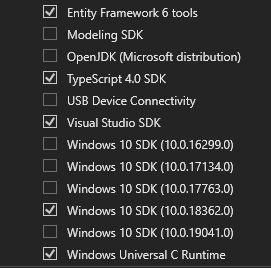 Entity Framework 6 tools
Modeling SDK
OpenJDK (Microsoft distribution)
TypeScript 4.0 SDK
USB Device Connectivity
Visual Studio SDK
Windows 10 SDK (10.0.16299.0)
Windows 10 SDK (10.0.17134.0)
Windows 10 SDK (10.0.17763.0)
Windows 10 SDK (10.0.18362.0)
Windows 10 SDK (10.0.19041.0)
Windows Universal C Runtime